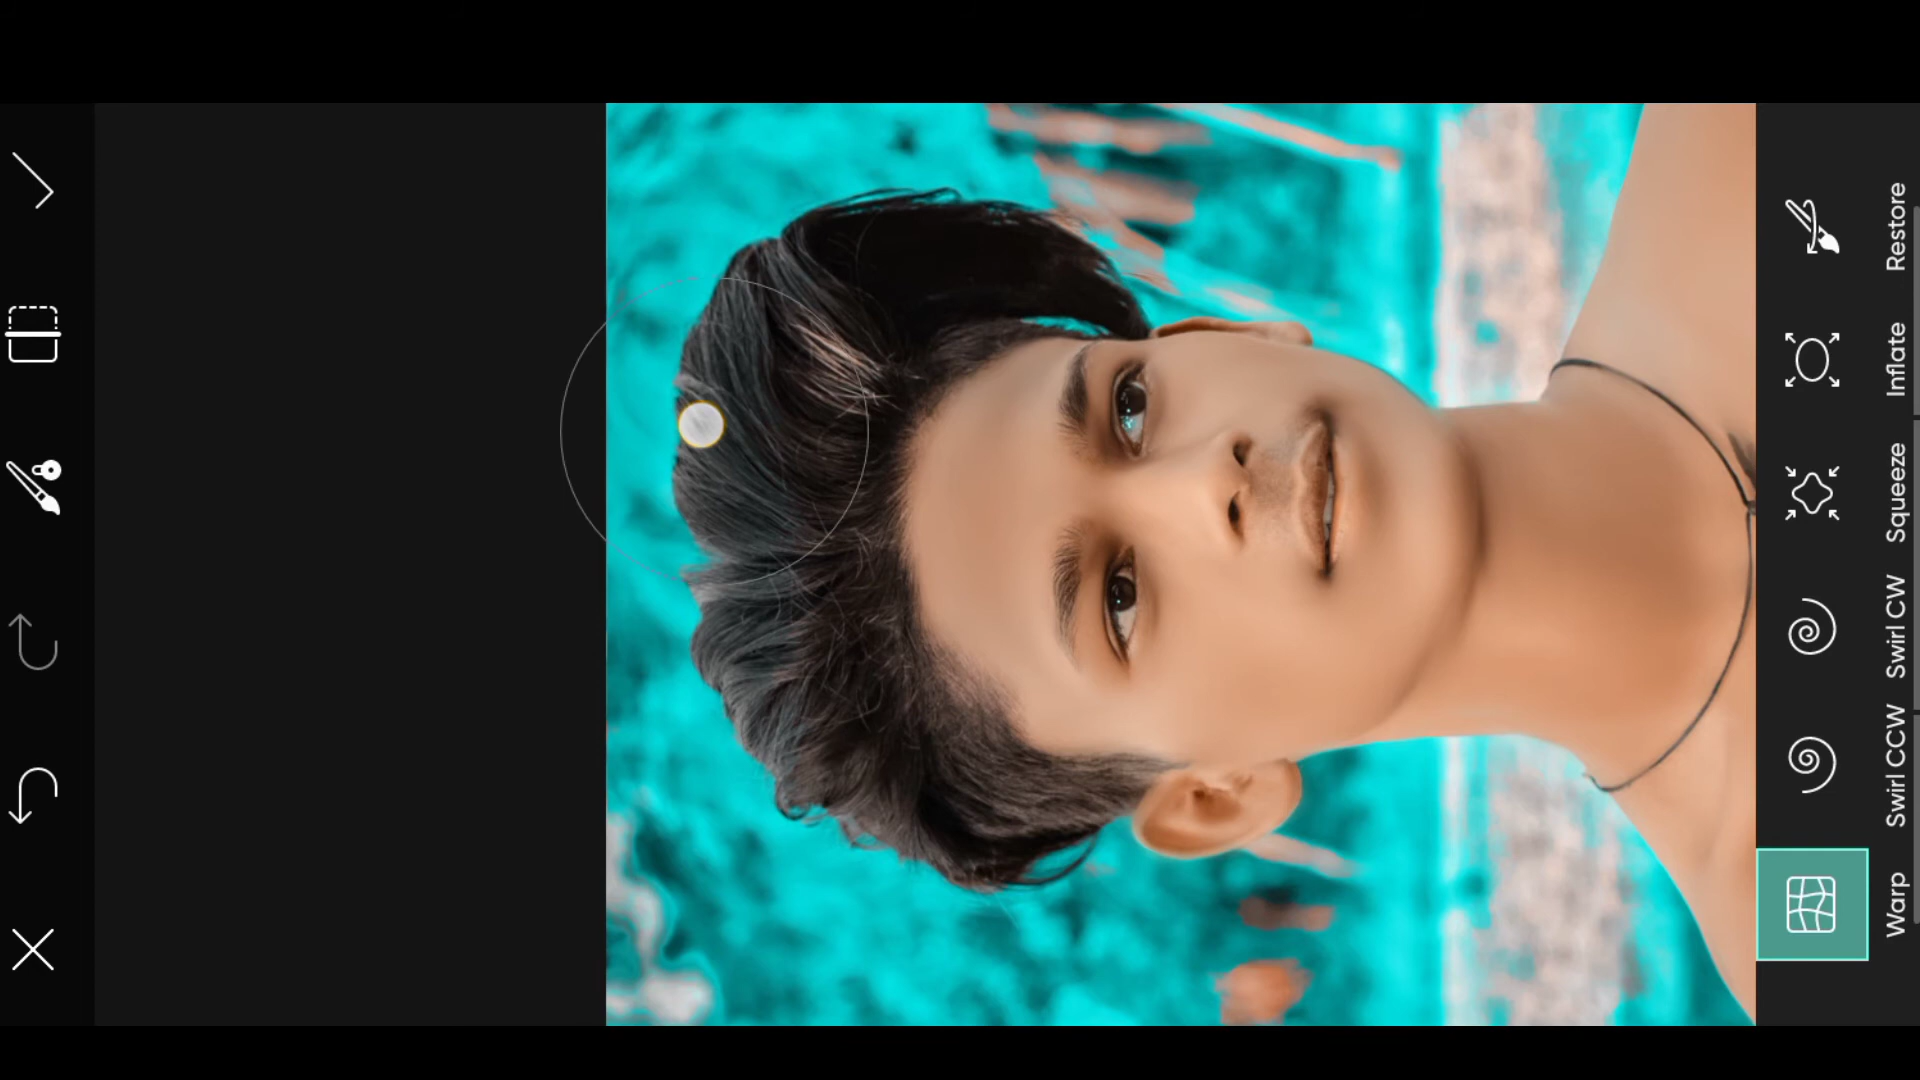 Warp
Swirl CCW
Swirl CW
Squeeze
Inflate
Restore